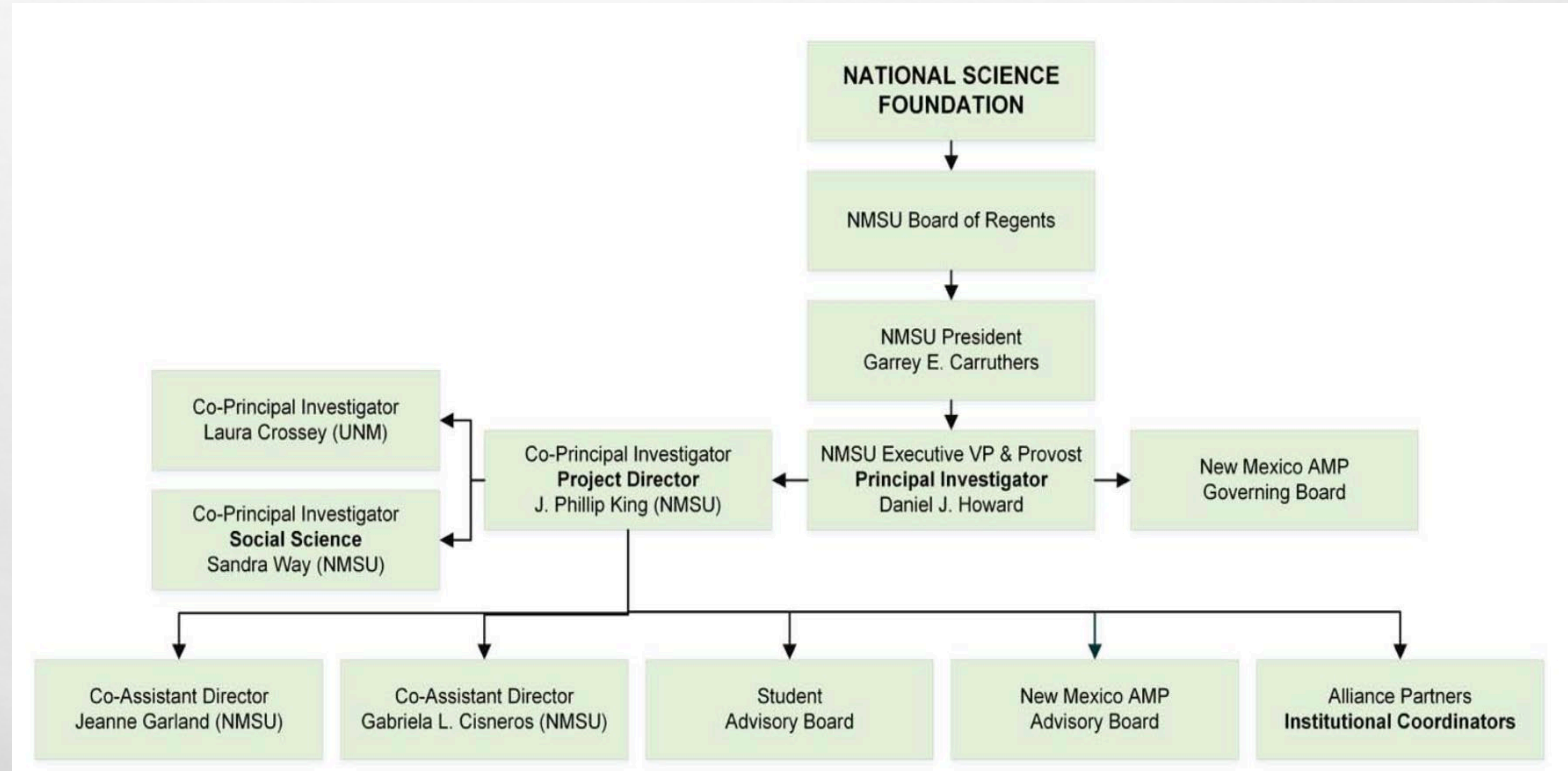 NATIONAL SCIENCE
FOUNDATION
NMSU Board of Regents
NMSU President
Garrey E. Carruthers
Co-Principal Investigator
Laura Crossey (UNM)
Co-Principal Investigator
Social Science
Sandra Way (NMSU)
Co-Principal Investigator
Project Director
J. Phillip King (NMSU)
NMSU Executive VP & Provost
Principal Investigator
Daniel J. Howard
New Mexico AMP
Governing Board
Co-Assistant Director
Jeanne Garland (NMSU)
Co-Assistant Director
Gabriela L. Cisneros (NMSU)
Student
Advisory Board
New Mexico AMP
Advisory Board
Alliance Partners
Institutional Coordinators